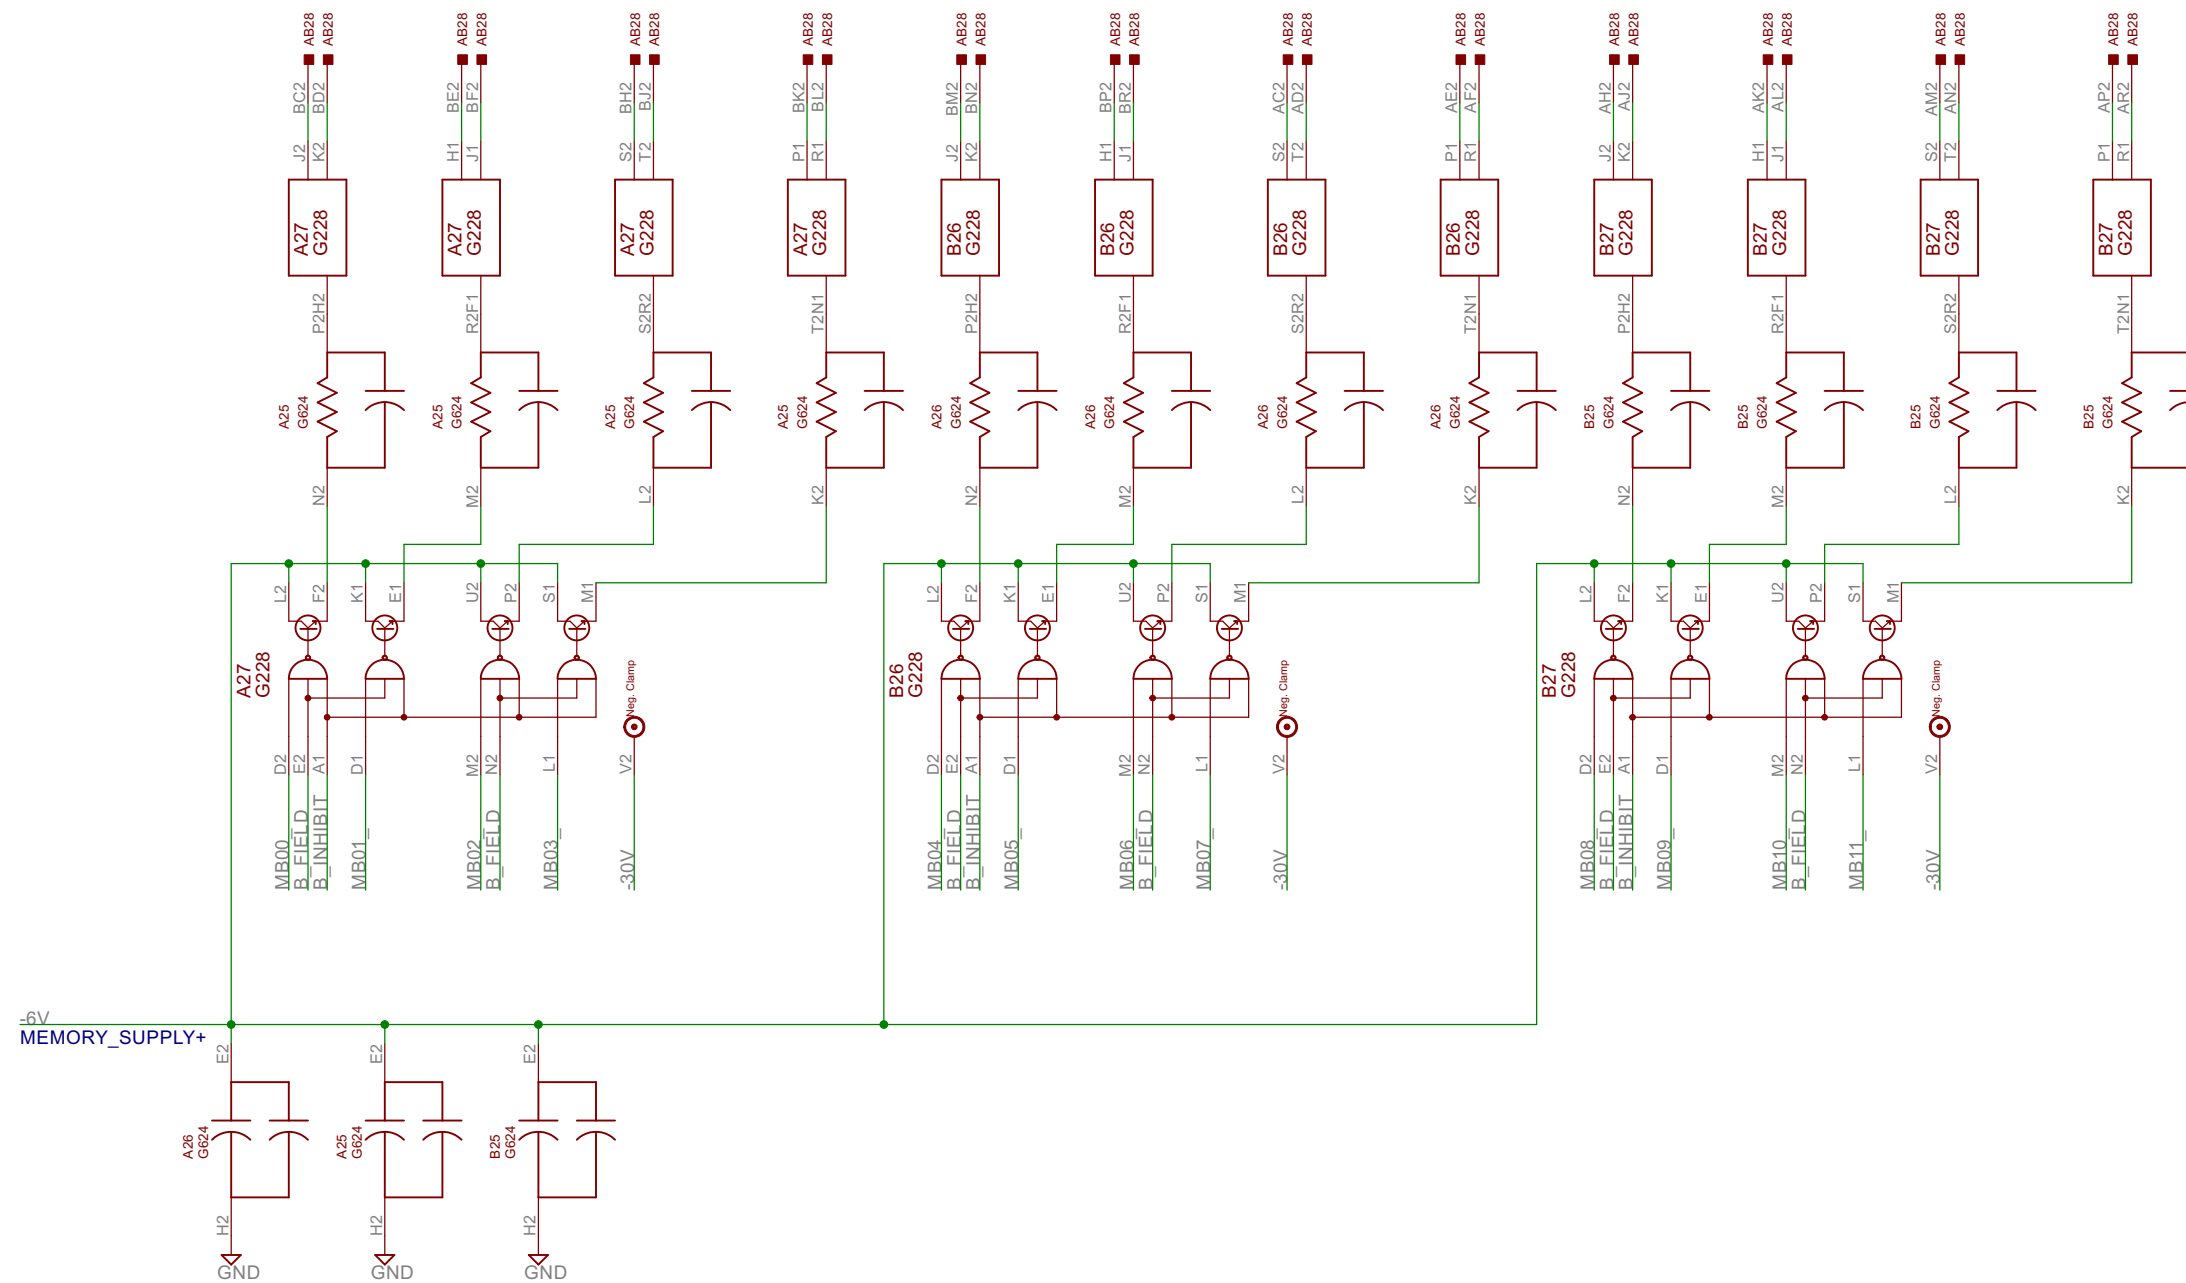 AB28 AB28 AB28 AB28 AB28 AB28 AB28 AB28 AB28 AB28 AB28 AB28 AB28 AB28 AB28 AB28 AB28 AB28 AB28 AB28 AB28 AB28 AB28 AB28
BC2 BD2 BE2 BF2 BH2 BJ2 BK2 BL2 BM2 BN2 BP2 BR2 AC2 AD2 AE2 AF2 AH2 AJ2 AK2 AL2 AM2 AN2 AP2 AR2
J2 K2 H1 J1 S2 T2 P1 R1 J2 K2 H1 J1 S2 T2 P1 R1 J2 K2 H1 J1 S2 T2 P1 R1
A27 G228 A27 G228 A27 G228 A27 G228 B26 G228 B26 G228 B26 G228 B26 G228 B27 G228 B27 G228 B27 G228 B27 G228
P2H2 R2F1 S2R2 T2N1 P2H2 R2F1 S2R2 T2N1 P2H2 R2F1 S2R2 T2N1
A25 G624 A25 G624 A25 G624 A25 G624 A26 G624 A26 G624 A26 G624 A26 G624 B25 G624 B25 G624 B25 G624 B25 G624
N2 M2 L2 K2 N2 M2 L2 K2 N2 M2 L2 K2
L2 F2 K1 E1 U2 P2 S1 M1 L2 F2 K1 E1 U2 P2 S1 M1 L2 F2 K1 E1 U2 P2 S1 M1
A27 G228 Neg. Clamp B26 G228 Neg. Clamp B27 G228 Neg. Clamp
D2 E2 A1 D1 M2 N2 L1 V2 D2 E2 A1 D1 M2 N2 L1 V2 D2 E2 A1 D1 M2 N2 L1 V2
MB00_ B_FIELD B_INHIBIT MB01_ MB02_ B_FIELD MB03_ -30V MB04_ B_FIELD B_INHIBIT MB05_ MB06_ B_FIELD MB07_ -30V MB08_ B_FIELD B_INHIBIT MB09_ MB10_ B_FIELD MB11_ -30V
-6V
MEMORY_SUPPLY+
E2 E2 E2
A26 G624 A25 G624 B25 G624
H2 H2 H2
GND GND GND